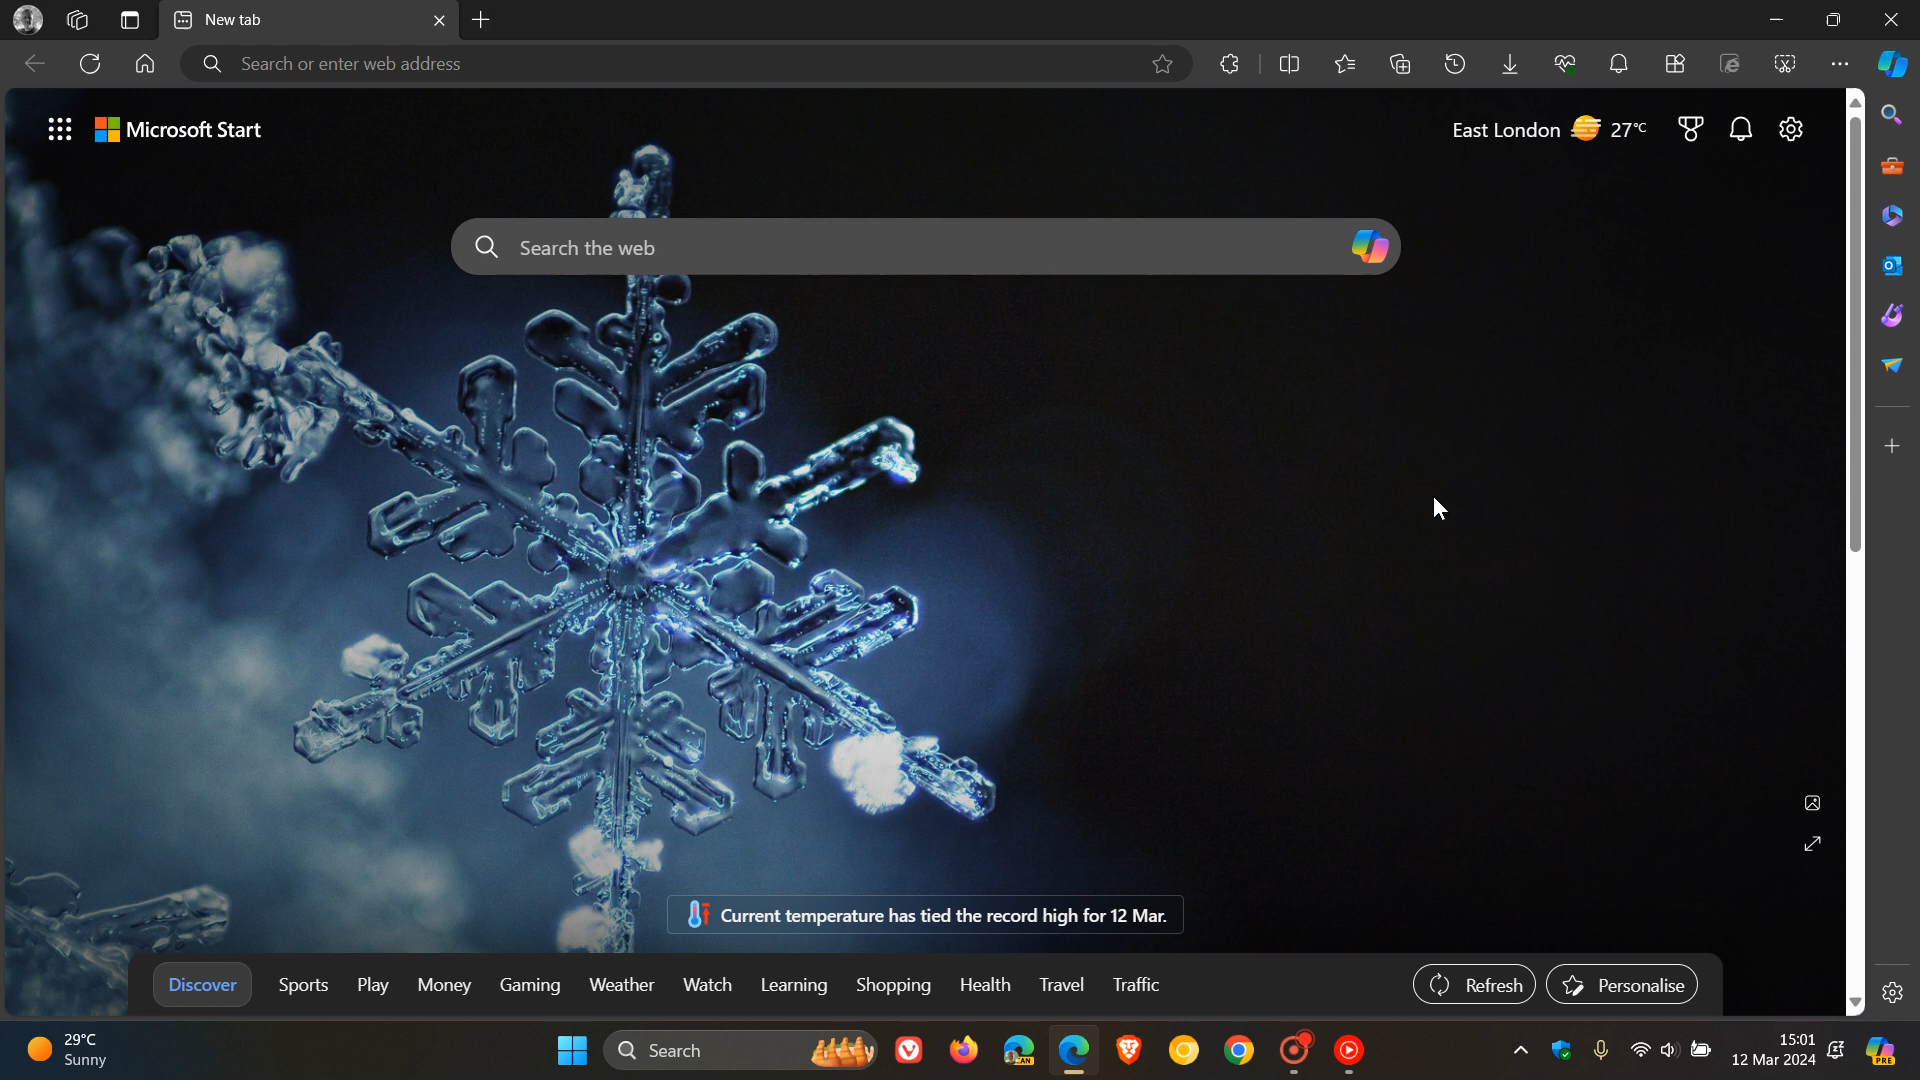 New tab
Search or enter web address
Microsoft Start
East London 27°C
Search the web
Current temperature has tied the record high for 12 Mar.
Discover Sports Play Money Gaming Weather Watch Learning Shopping Health Travel Traffic Refresh Personalise
29°C
Sunny
Search
CAN
15:01
12 Mar 2024
PRE